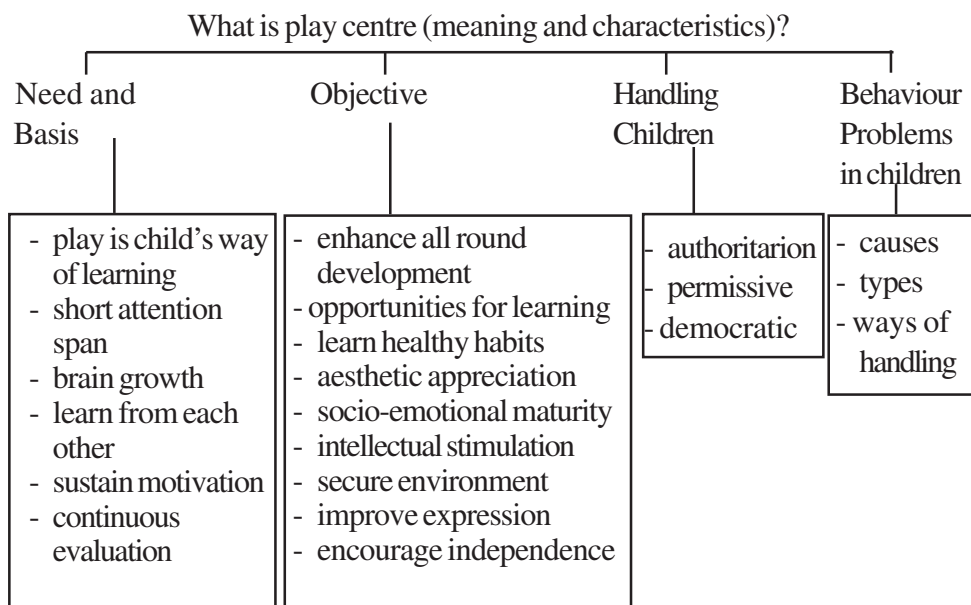 What is play centre (meaning and characteristics)?
Need and
Basis
- play is child's way
of learning
- short attention
span
- brain growth
- learn from each
other
- sustain motivation
- continuous
evaluation
Objective
- enhance all round
development
- opportunities for learning
- learn healthy habits
- aesthetic appreciation
- socio-emotional maturity
- intellectual stimulation
- secure environment
- improve expression
- encourage independence
Handling
Children
- authoritarion
- permissive
- democratic
Behaviour
Problems
in children
- causes
- types
- ways of
handling